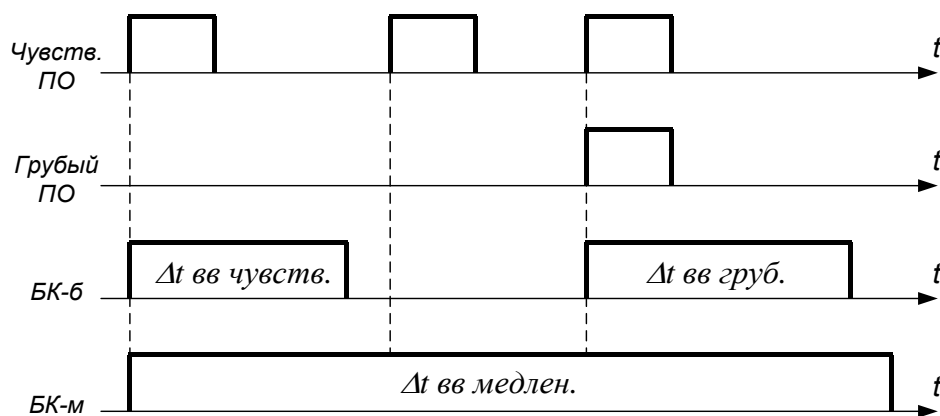 Чувств.
ПО
t
Грубый
ПО
t
БК-б
Δt вв чувств.
Δt вв груб.
t
БК-м
Δt вв медлен.
t